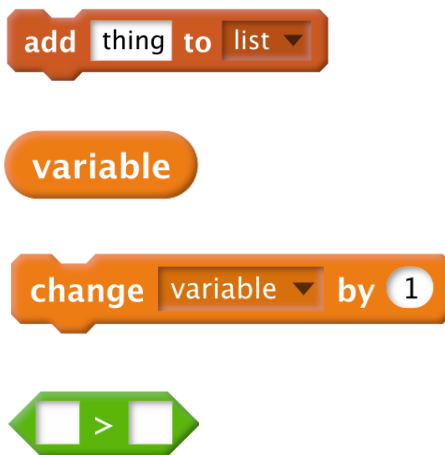 add thing to list
variable
change variable by 1
>